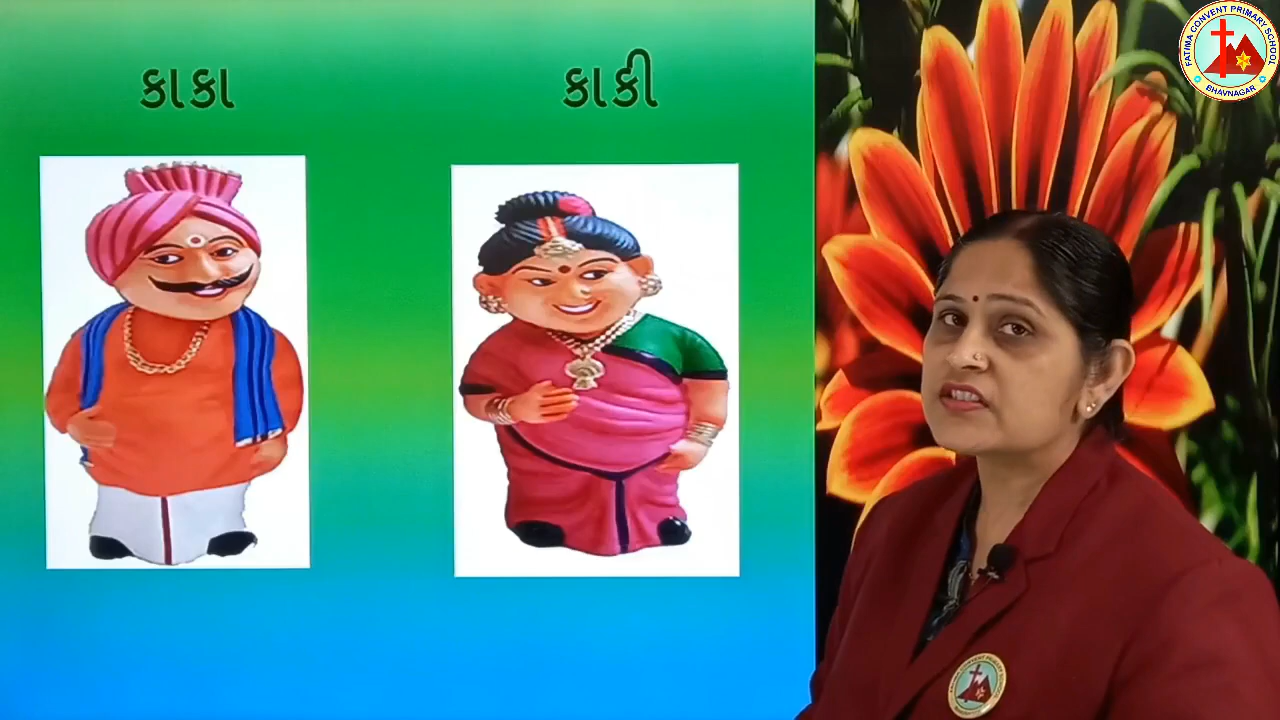 કાકા
કાકી
FATIMA CONVENT PRIMARY SCHOOL
BHAVNAGAR